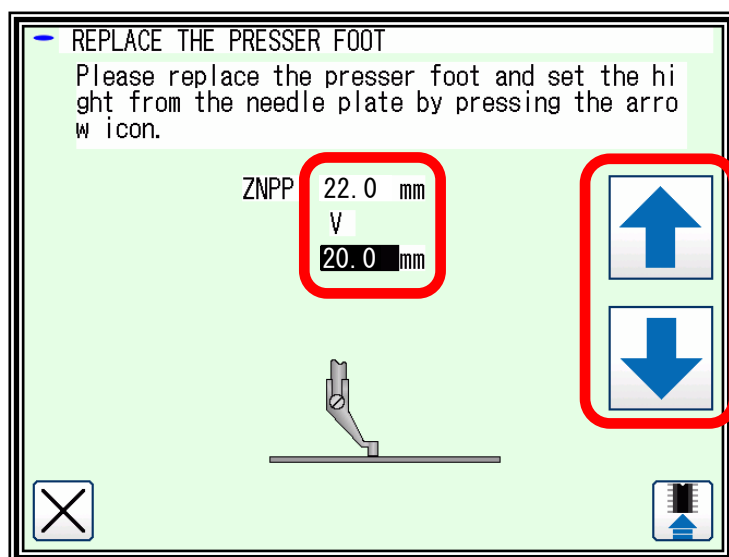 REPLACE THE PRESSER FOOT
Please replace the presser foot and set the hi
ght from the needle plate by pressing the arro
w icon.
ZNPP 22.0 mm
V
20.0 mm